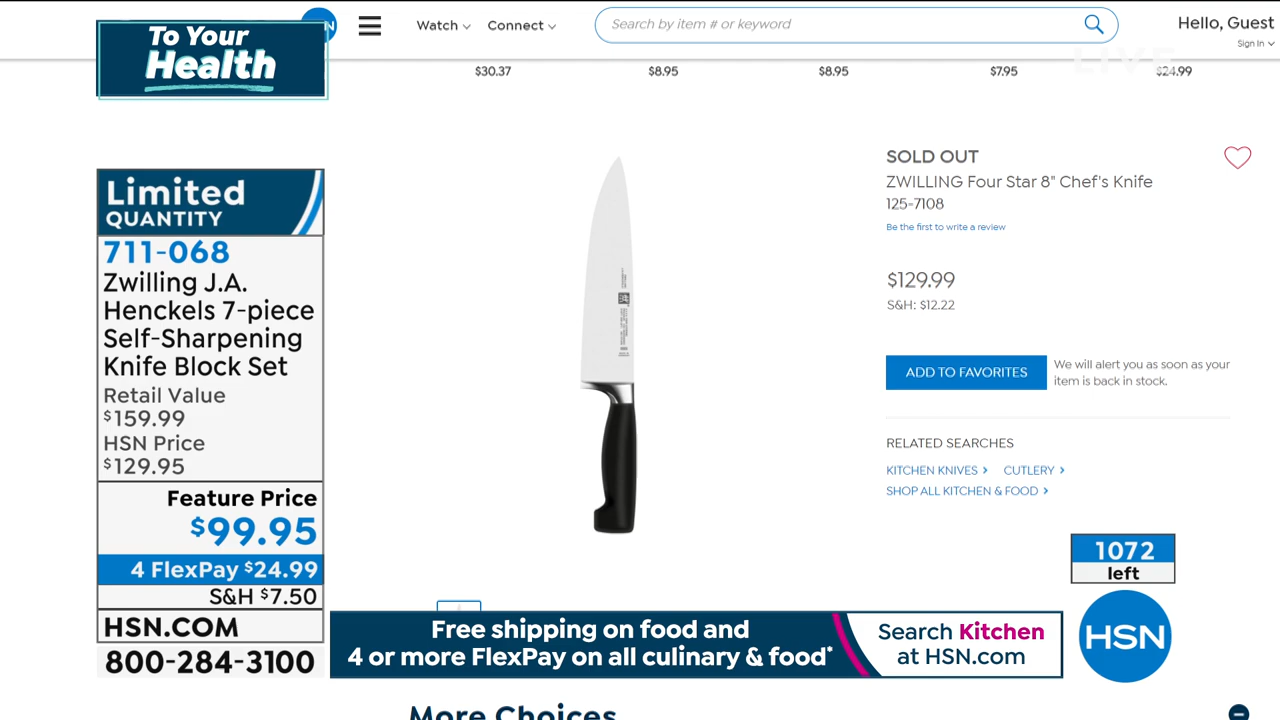 To Your
Health
N
Watch
Connect
Search by item # or keyword
Hello, Guest
Sign In
LIVE
$30.37
$8.95
$8.95
$7.95
$24.99
Limited
QUANTITY
711-068
Zwilling J.A.
Henckels 7-piece
Self-Sharpening
Knife Block Set
Retail Value
$159.99
HSN Price
$129.95
Feature Price
$99.95
4 FlexPay $24.99
S&H $7.50
HSN.COM
800-284-3100
SOLD OUT
ZWILLING Four Star 8" Chef's Knife
125-7108
Be the first to write a review
$129.99
S&H: $12.22
ADD TO FAVORITES
We will alert you as soon as your
item is back in stock.
RELATED SEARCHES
KITCHEN KNIVES
CUTLERY
SHOP ALL KITCHEN & FOOD
1072
left
Free shipping on food and
4 or more FlexPay on all culinary & food*
Search Kitchen
at HSN.com
HSN
More Choices